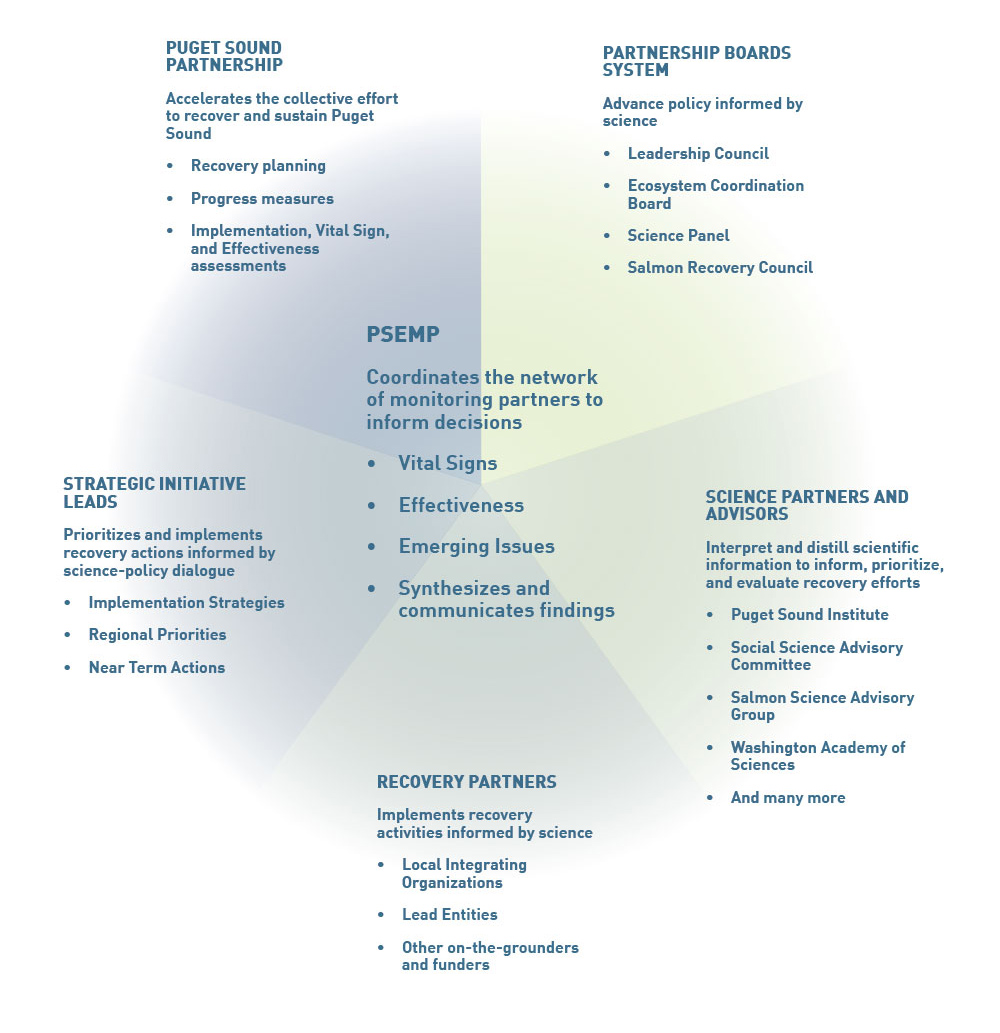 PUGET SOUND
PARTNERSHIP
Accelerates the collective effort
to recover and sustain Puget
Sound
• Recovery planning
• Progress measures
• Implementation, Vital Sign,
and Effectiveness
assessments
PARTNERSHIP BOARDS
SYSTEM
Advance policy informed by
science
• Leadership Council
• Ecosystem Coordination
Board
• Science Panel
• Salmon Recovery Council
PSEMP
Coordinates the network
of monitoring partners to
inform decisions
• Vital Signs
• Effectiveness
• Emerging Issues
• Synthesizes and
communicates findings
STRATEGIC INITIATIVE
LEADS
Prioritizes and implements
recovery actions informed by
science-policy dialogue
• Implementation Strategies
• Regional Priorities
• Near Term Actions
SCIENCE PARTNERS AND
ADVISORS
Interpret and distill scientific
information to inform, prioritize,
and evaluate recovery efforts
• Puget Sound Institute
• Social Science Advisory
Committee
• Salmon Science Advisory
Group
• Washington Academy of
Sciences
• And many more
RECOVERY PARTNERS
Implements recovery
activities informed by science
• Local Integrating
Organizations
• Lead Entities
• Other on-the-grounders
and funders